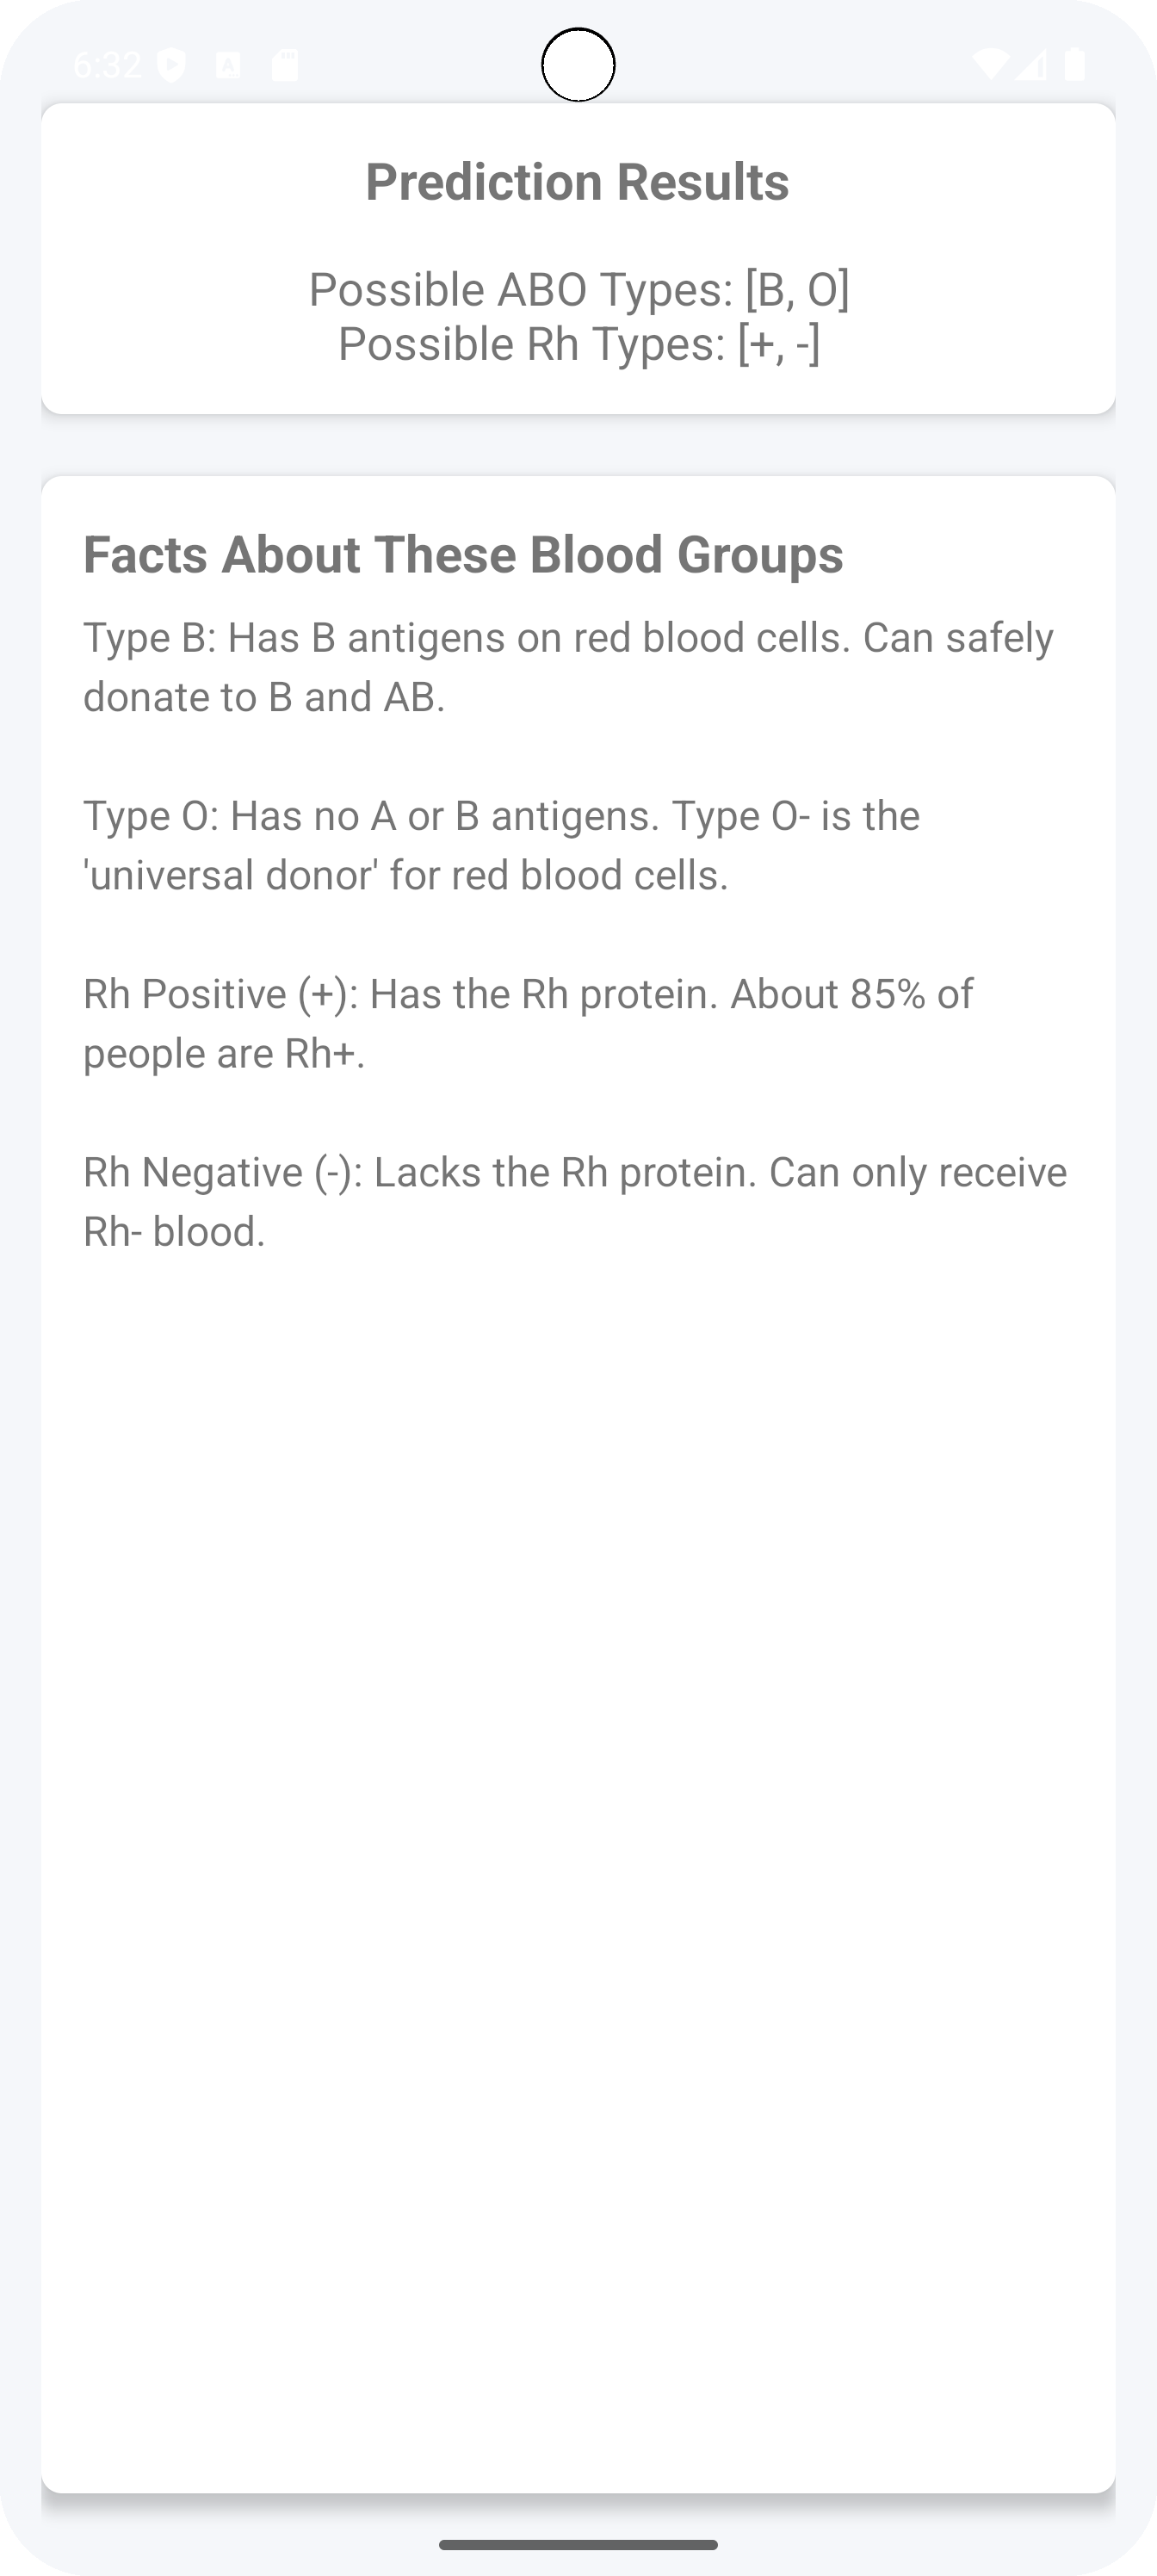 6:32
Prediction Results
Possible ABO Types: [B, O]
Possible Rh Types: [+, -]
Facts About These Blood Groups
Type B: Has B antigens on red blood cells. Can safely
donate to B and AB.
Type O: Has no A or B antigens. Type O- is the
'universal donor' for red blood cells.
Rh Positive (+): Has the Rh protein. About 85% of
people are Rh+.
Rh Negative (-): Lacks the Rh protein. Can only receive
Rh- blood.